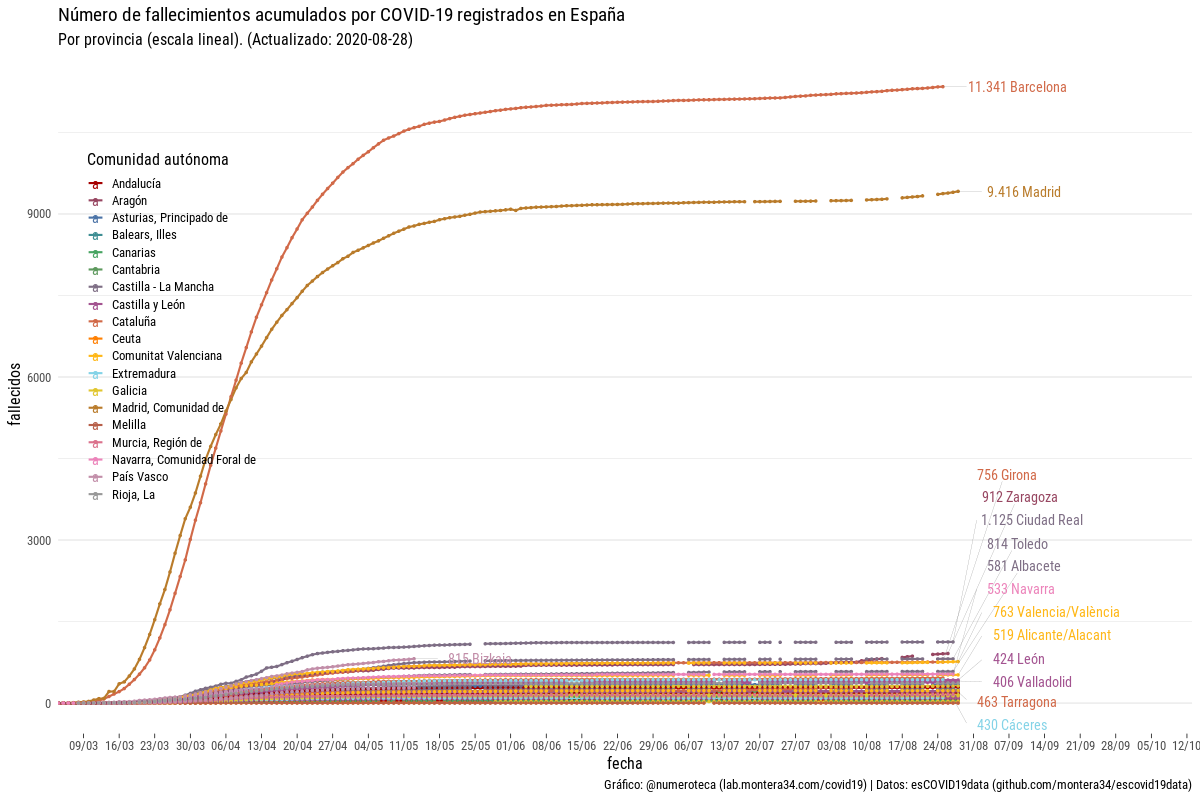 Número de fallecimientos acumulados por COVID-19 registrados en España
Por provincia (escala lineal). (Actualizado: 2020-08-28)
11.341 Barcelona
9.416 Madrid
Comunidad autónoma
Andalucía
Aragón
Asturias, Principado de
Balears, Illes
Canarias
Cantabria
Castilla - La Mancha
Castilla y León
Cataluña
Ceuta
Comunitat Valenciana
Extremadura
Galicia
Madrid, Comunidad de
Melilla
Murcia, Región de
Navarra, Comunidad Foral de
País Vasco
Rioja, La
fallecidos
9000
6000
3000
0
756 Girona
912 Zaragoza
1.125 Ciudad Real
814 Toledo
581 Albacete
533 Navarra
763 Valencia/València
519 Alicante/Alacant
815 Bizkaia
424 León
406 Valladolid
463 Tarragona
430 Cáceres
09/03 16/03 23/03 30/03 06/04 13/04 20/04 27/04 04/05 11/05 18/05 25/05 01/06 08/06 15/06 22/06 29/06 06/07 13/07 20/07 27/07 03/08 10/08 17/08 24/08 31/08 07/09 14/09 21/09 28/09 05/10 12/10
fecha
Gráfico: @numeroteca (lab.montera34.com/covid19) | Datos: esCOVID19data (github.com/montera34/escovid19data)